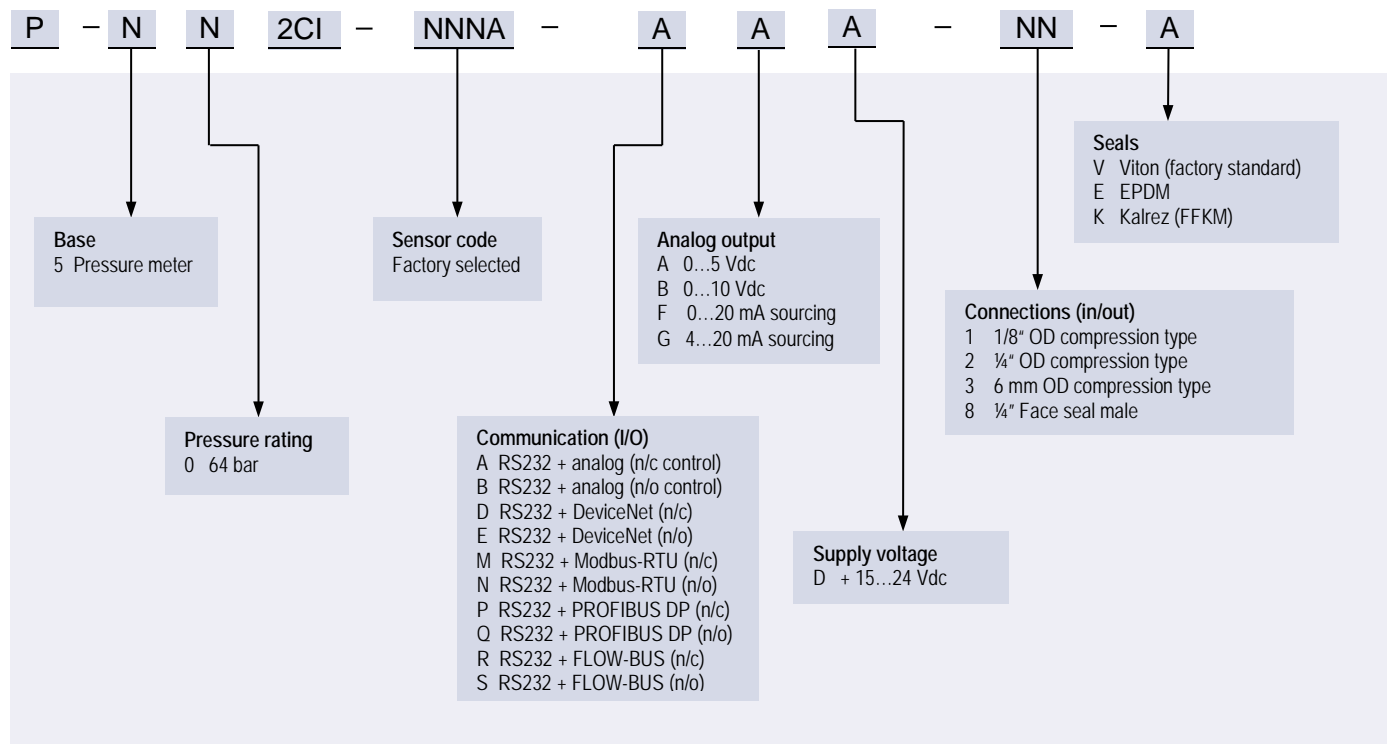 P – N N 2CI – NNNA – A A A – NN – A
Seals
V Viton (factory standard)
E EPDM
K Kalrez (FFKM)
Base
5 Pressure meter
Sensor code
Factory selected
Analog output
A 0…5 Vdc
B 0…10 Vdc
F 0…20 mA sourcing
G 4…20 mA sourcing
Connections (in/out)
1 1/8“ OD compression type
2 ¼“ OD compression type
3 6 mm OD compression type
8 ¼” Face seal male
Pressure rating
0 64 bar
Communication (I/O)
A RS232 + analog (n/c control)
B RS232 + analog (n/o control)
D RS232 + DeviceNet (n/c)
E RS232 + DeviceNet (n/o)
M RS232 + Modbus-RTU (n/c)
N RS232 + Modbus-RTU (n/o)
P RS232 + PROFIBUS DP (n/c)
Q RS232 + PROFIBUS DP (n/o)
R RS232 + FLOW-BUS (n/c)
S RS232 + FLOW-BUS (n/o)
Supply voltage
D + 15…24 Vdc